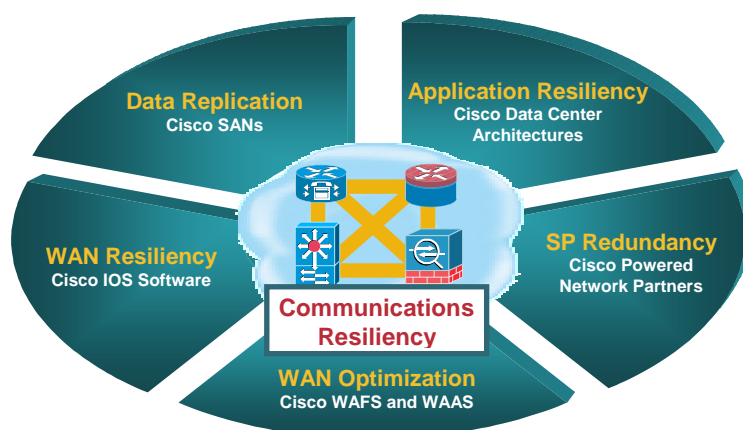 Data Replication
Cisco SANs
Application Resiliency
Cisco Data Center
Architectures
WAN Resiliency
Cisco IOS Software
SP Redundancy
Cisco Powered
Network Partners
Communications
Resiliency
WAN Optimization
Cisco WAFS and WAAS